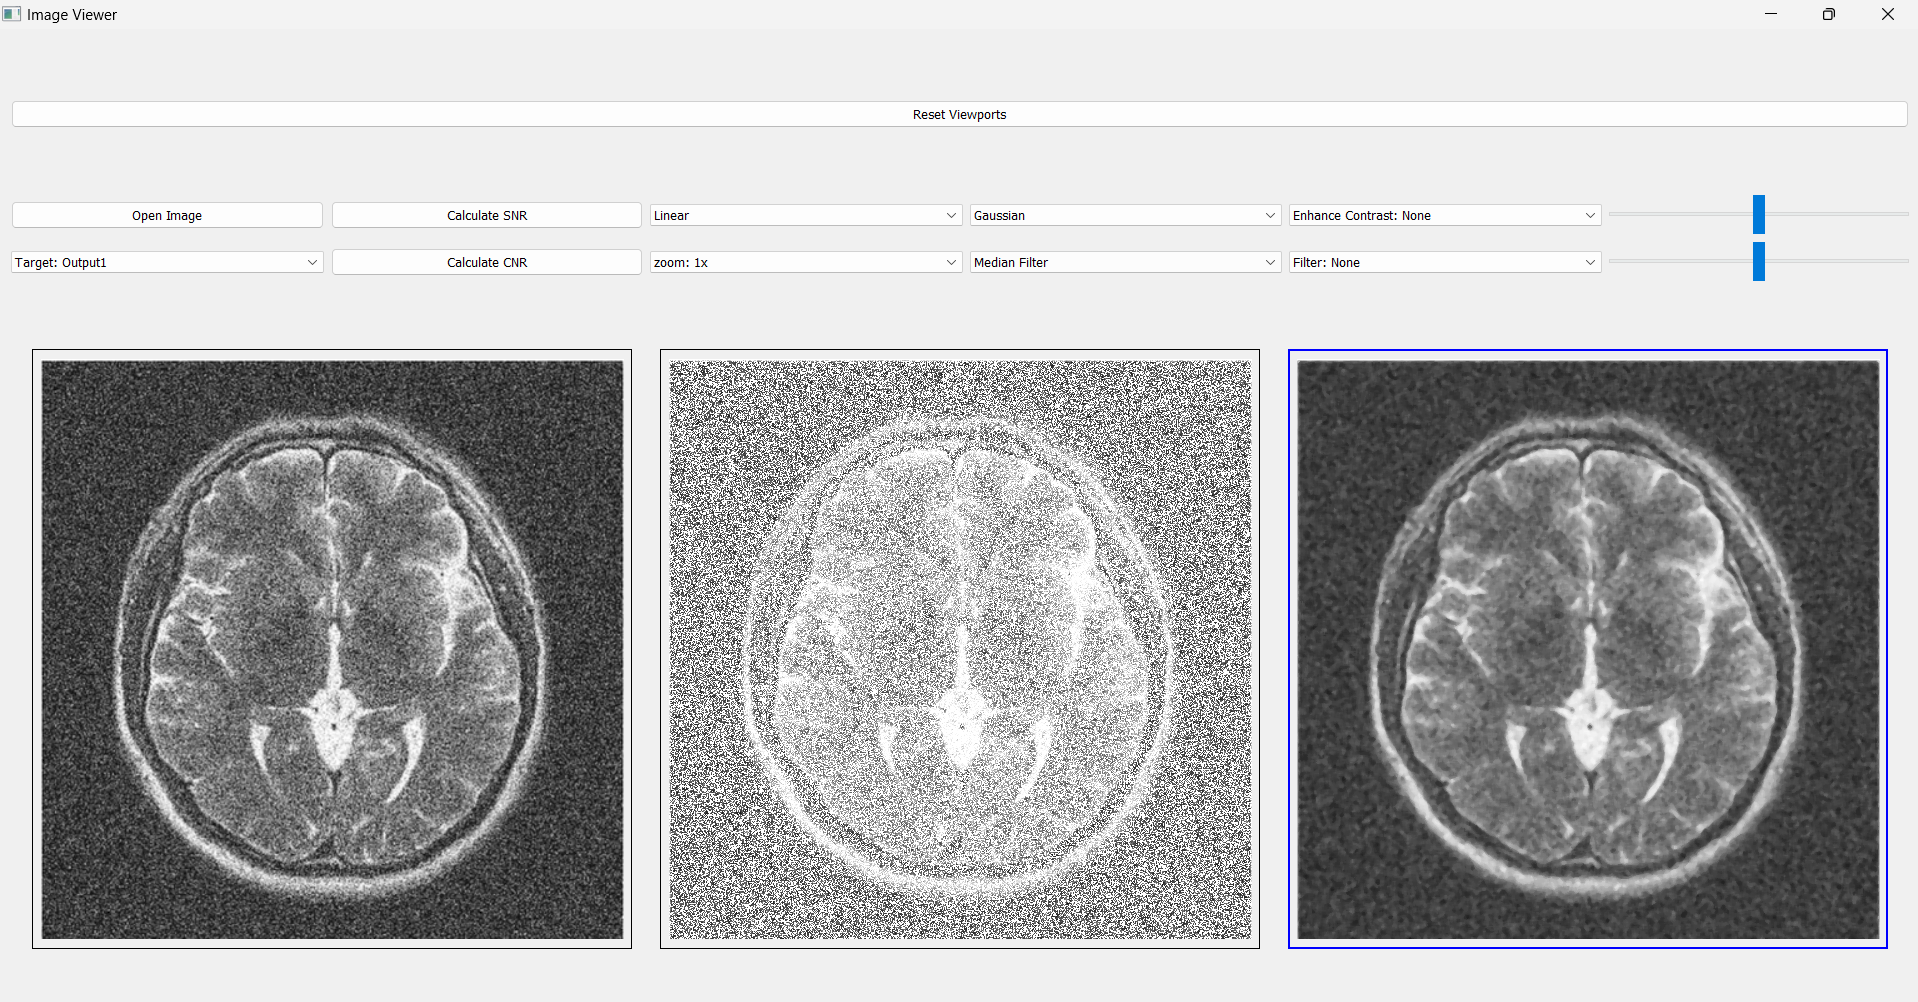 Image Viewer
Reset Viewports
Open Image
Calculate SNR
Linear
Gaussian
Enhance Contrast: None
Target: Output1
Calculate CNR
zoom: 1x
Median Filter
Filter: None